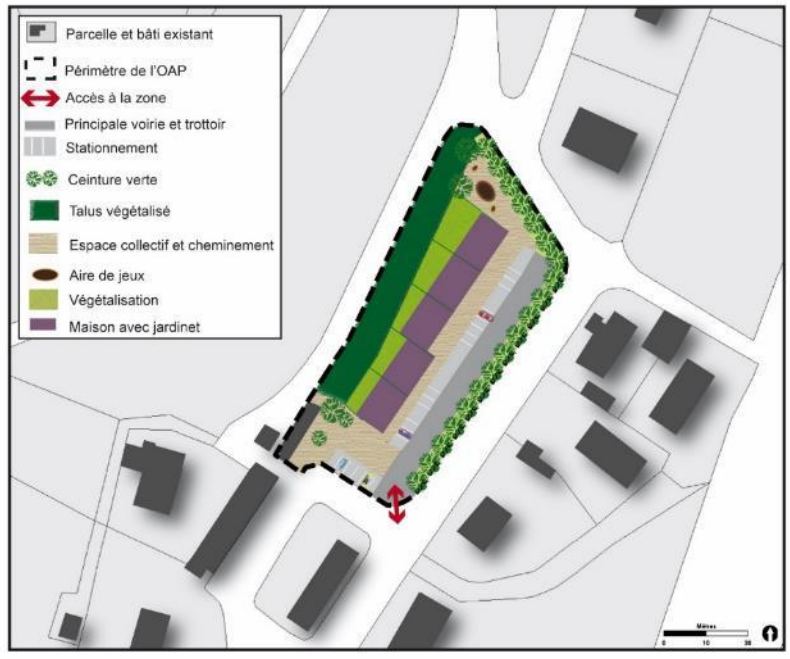 Parcelle et bâti existant
Périmètre de l'OAP
Accès à la zone
Principale voirie et trottoir
Stationnement
Ceinture verte
Talus végétalisé
Espace collectif et cheminement
Aire de jeux
Végétalisation
Maison avec jardinet
Mètres
0 10 20